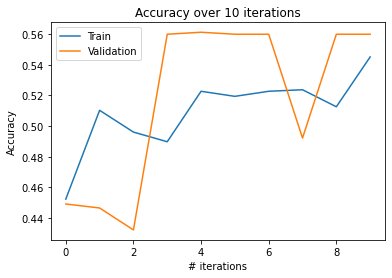 Accuracy over 10 iterations
Train
Validation
Accuracy
0.56
0.54
0.52
0.50
0.48
0.46
0.44
0 2 4 6 8
# iterations